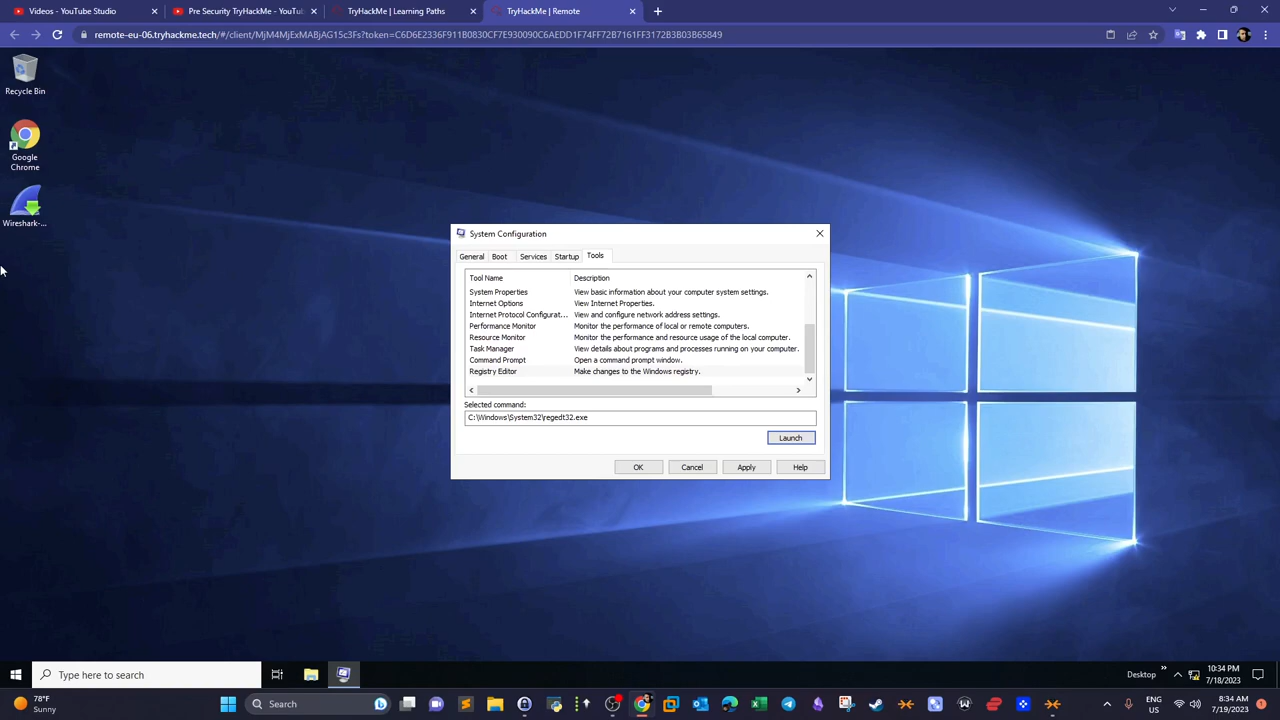 Videos - YouTube Studio
Pre Security TryHackMe - YouTu
TryHackMe | Learning Paths
TryHackMe | Remote
remote-eu-06.tryhackme.tech/#/client/MjM4MjExMABjAG15c3Fs?token=C6D6E2336F911B0830CF7E930090C6AEDD1F74FF72B7161FF3172B3B03B65849
Recycle Bin
Google
Chrome
Wireshark-...
System Configuration
General
Boot
Services
Startup
Tools
Tool Name
Description
System Properties
View basic information about your computer system settings.
Internet Options
View Internet Properties.
Internet Protocol Configurat...
View and configure network address settings.
Performance Monitor
Monitor the performance of local or remote computers.
Resource Monitor
Monitor the performance and resource usage of the local computer.
Task Manager
View details about programs and processes running on your computer.
Command Prompt
Open a command prompt window.
Registry Editor
Make changes to the Windows registry.
Selected command:
C:\Windows\System32\regedt32.exe
Launch
OK
Cancel
Apply
Help
Type here to search
Desktop
10:34 PM
7/18/2023
78°F
Sunny
Search
ENG
US
8:34 AM
7/19/2023